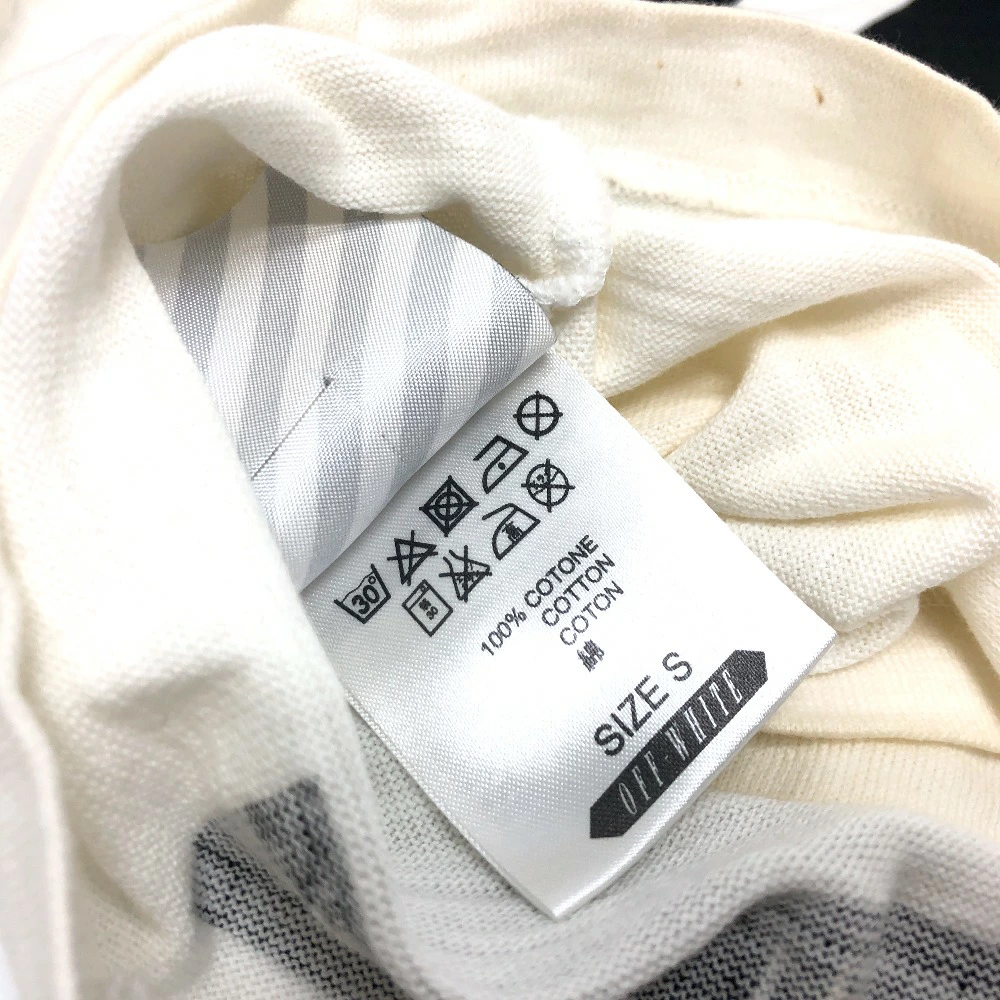 30°
100% COTONE
COTTON
COTON
綿
SIZE S
OFF-WHITE